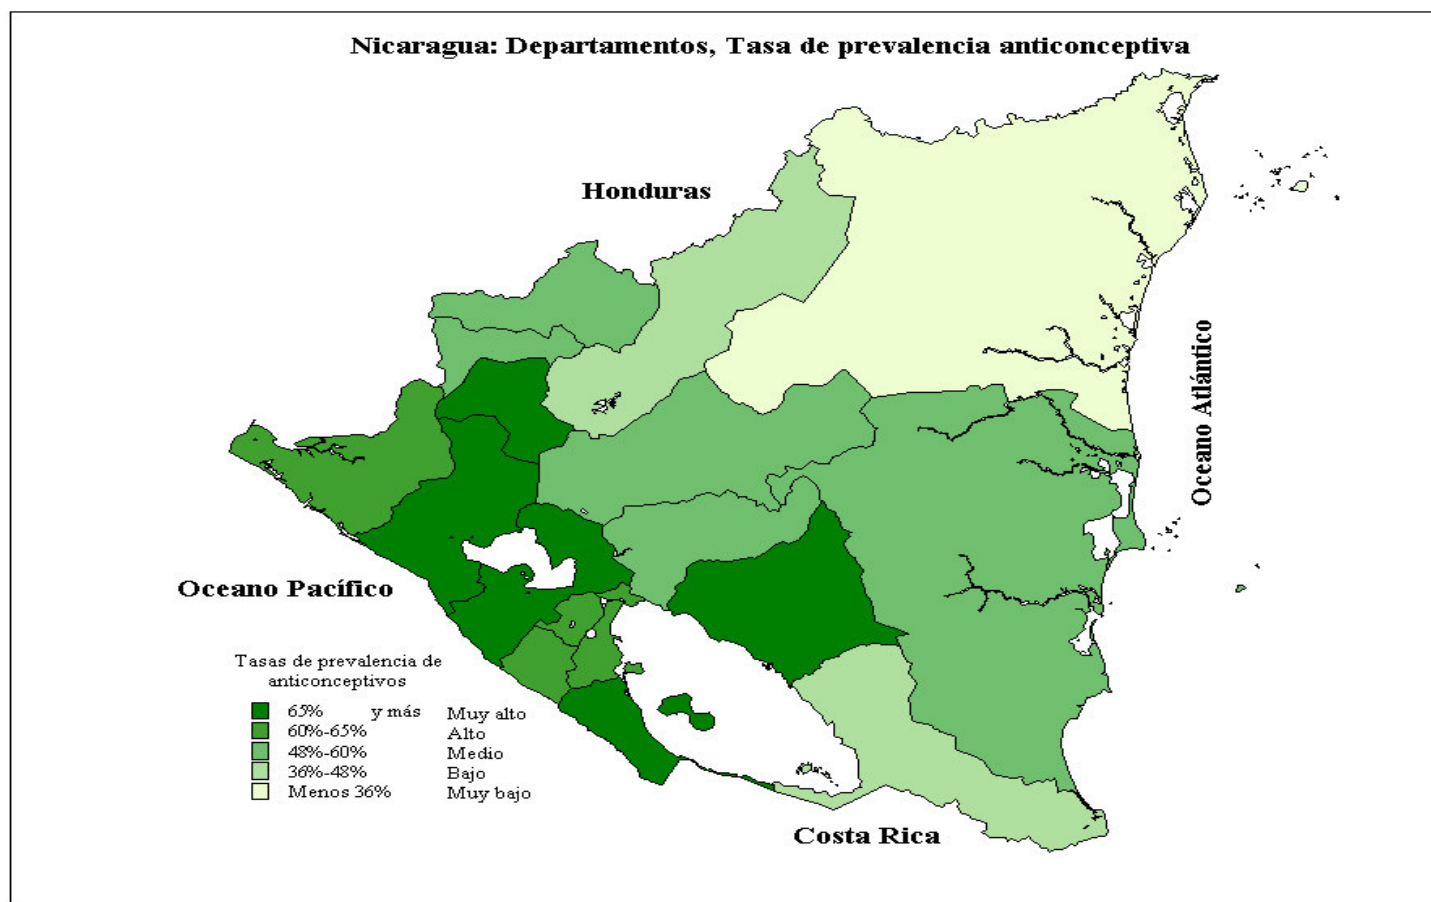 Nicaragua: Departamentos, Tasa de prevalencia anticonceptiva
Honduras
Oceano Atlántico
Oceano Pacífico
Tasas de prevalencia de
anticonceptivos
65% y más Muy alto
60%-65% Alto
48%-60% Medio
36%-48% Bajo
Menos 36% Muy bajo
Costa Rica